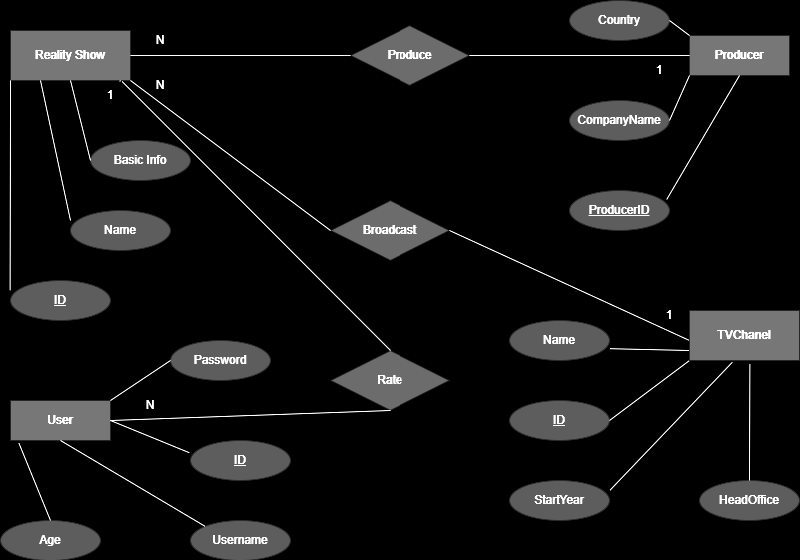 Country
N
Reality Show
Produce
Producer
1
N
1
CompanyName
Basic Info
ProducerID
Name
Broadcast
ID
1
TVChanel
Name
Password
Rate
N
User
ID
ID
StartYear
HeadOffice
Age
Username